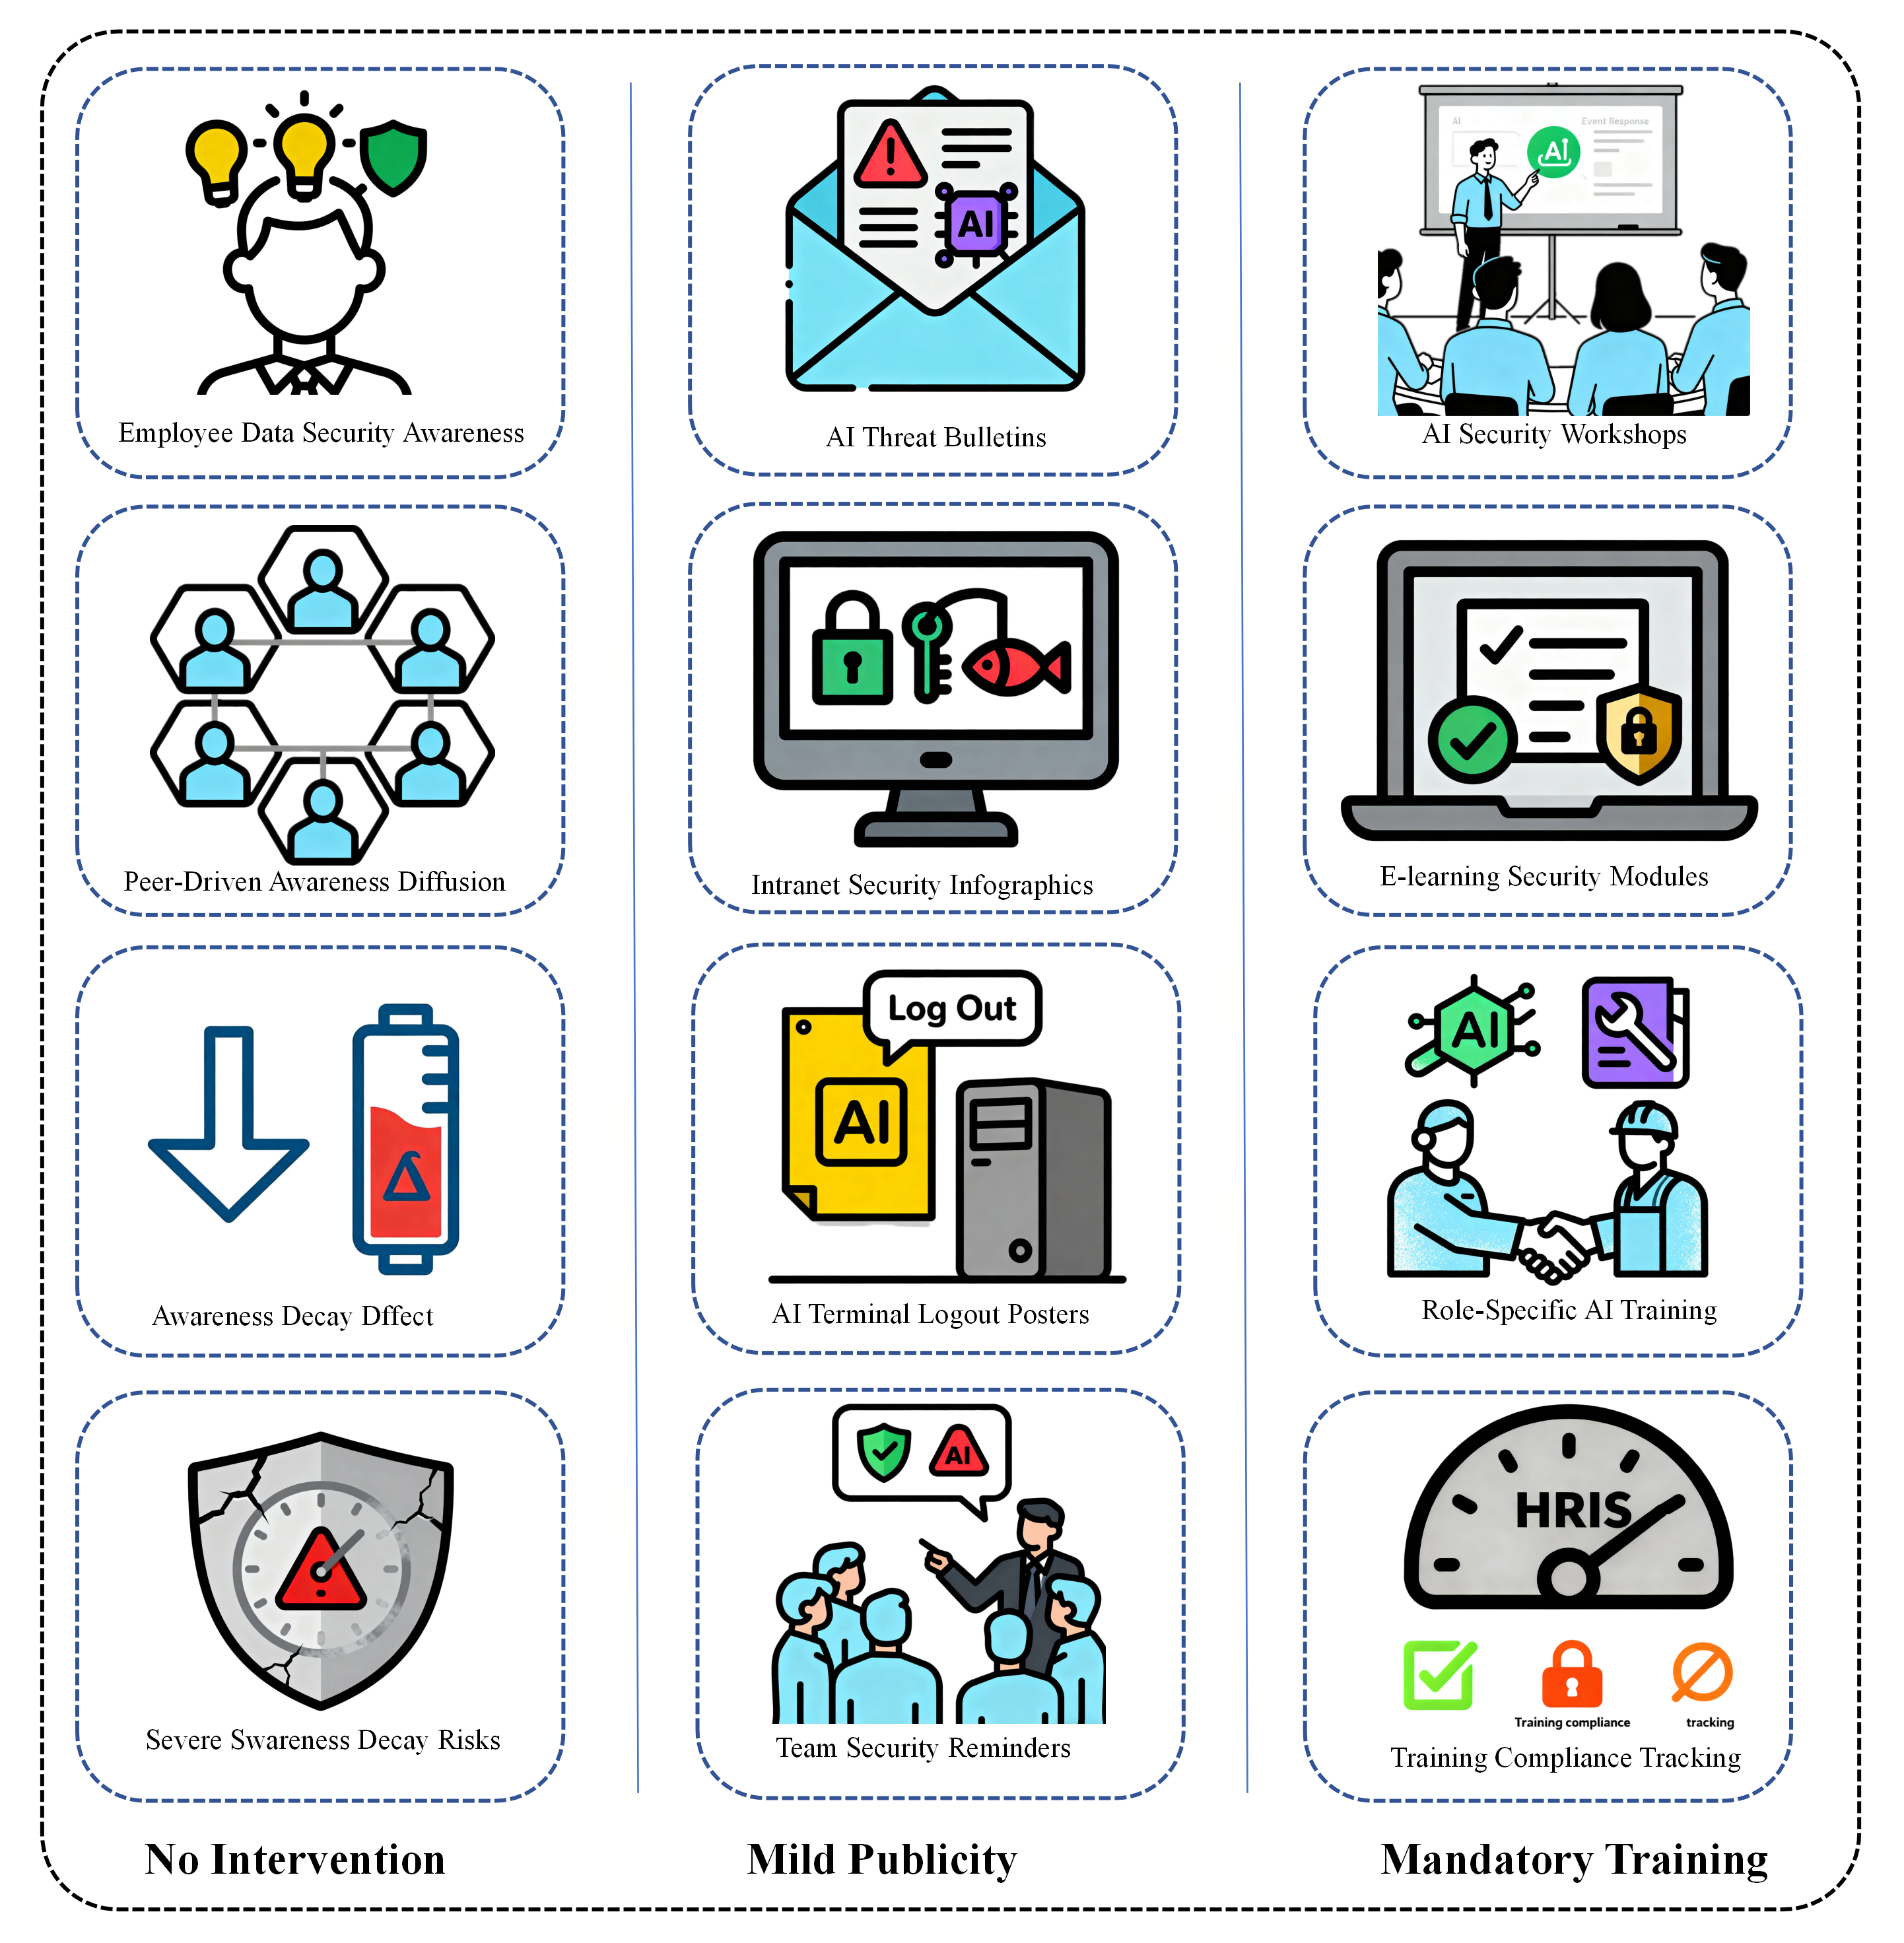 Employee Data Security Awareness
AI
AI Threat Bulletins
AI
Event Response
AI
AI Security Workshops
Peer-Driven Awareness Diffusion
Intranet Security Infographics
E-learning Security Modules
Awareness Decay Dffect
Log Out
AI
AI Terminal Logout Posters
AI
Role-Specific AI Training
Severe Swareness Decay Risks
AI
Team Security Reminders
HRIS
Training compliance
tracking
Training Compliance Tracking
No Intervention
Mild Publicity
Mandatory Training